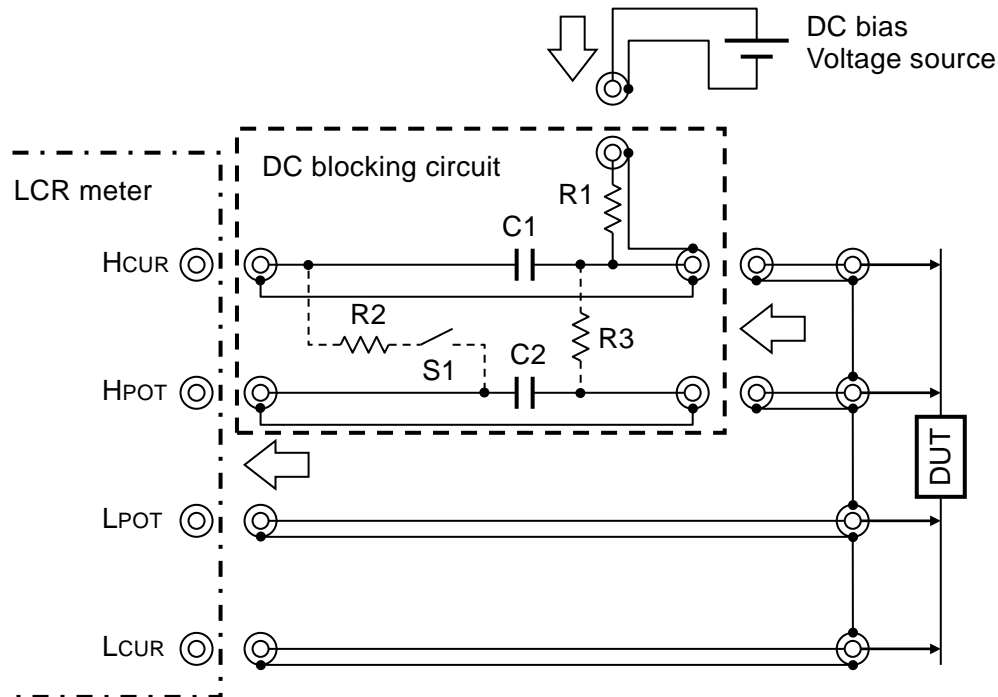 DC bias
Voltage source
DC blocking circuit
LCR meter
R1
C1
HCUR
R2
R3
S1
C2
HPOT
DUT
LPOT
LCUR